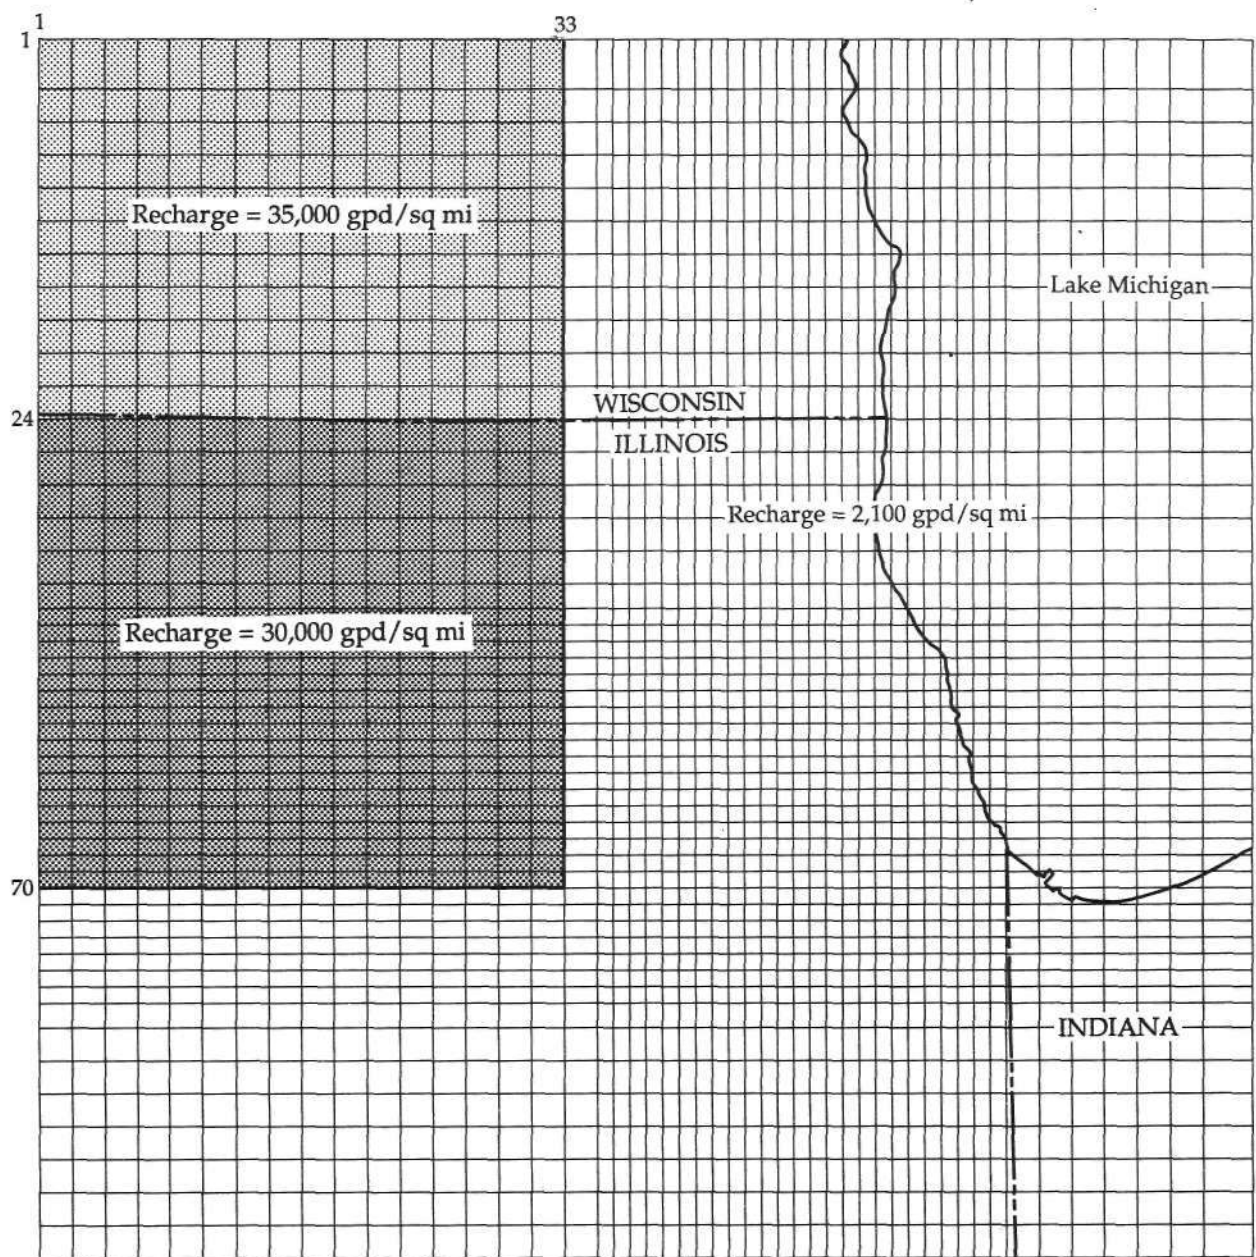 1
33
1
Recharge = 35,000 gpd/sq mi
Lake Michigan
24
WISCONSIN
ILLINOIS
Recharge = 2,100 gpd/sq mi
Recharge = 30,000 gpd/sq mi
70
INDIANA